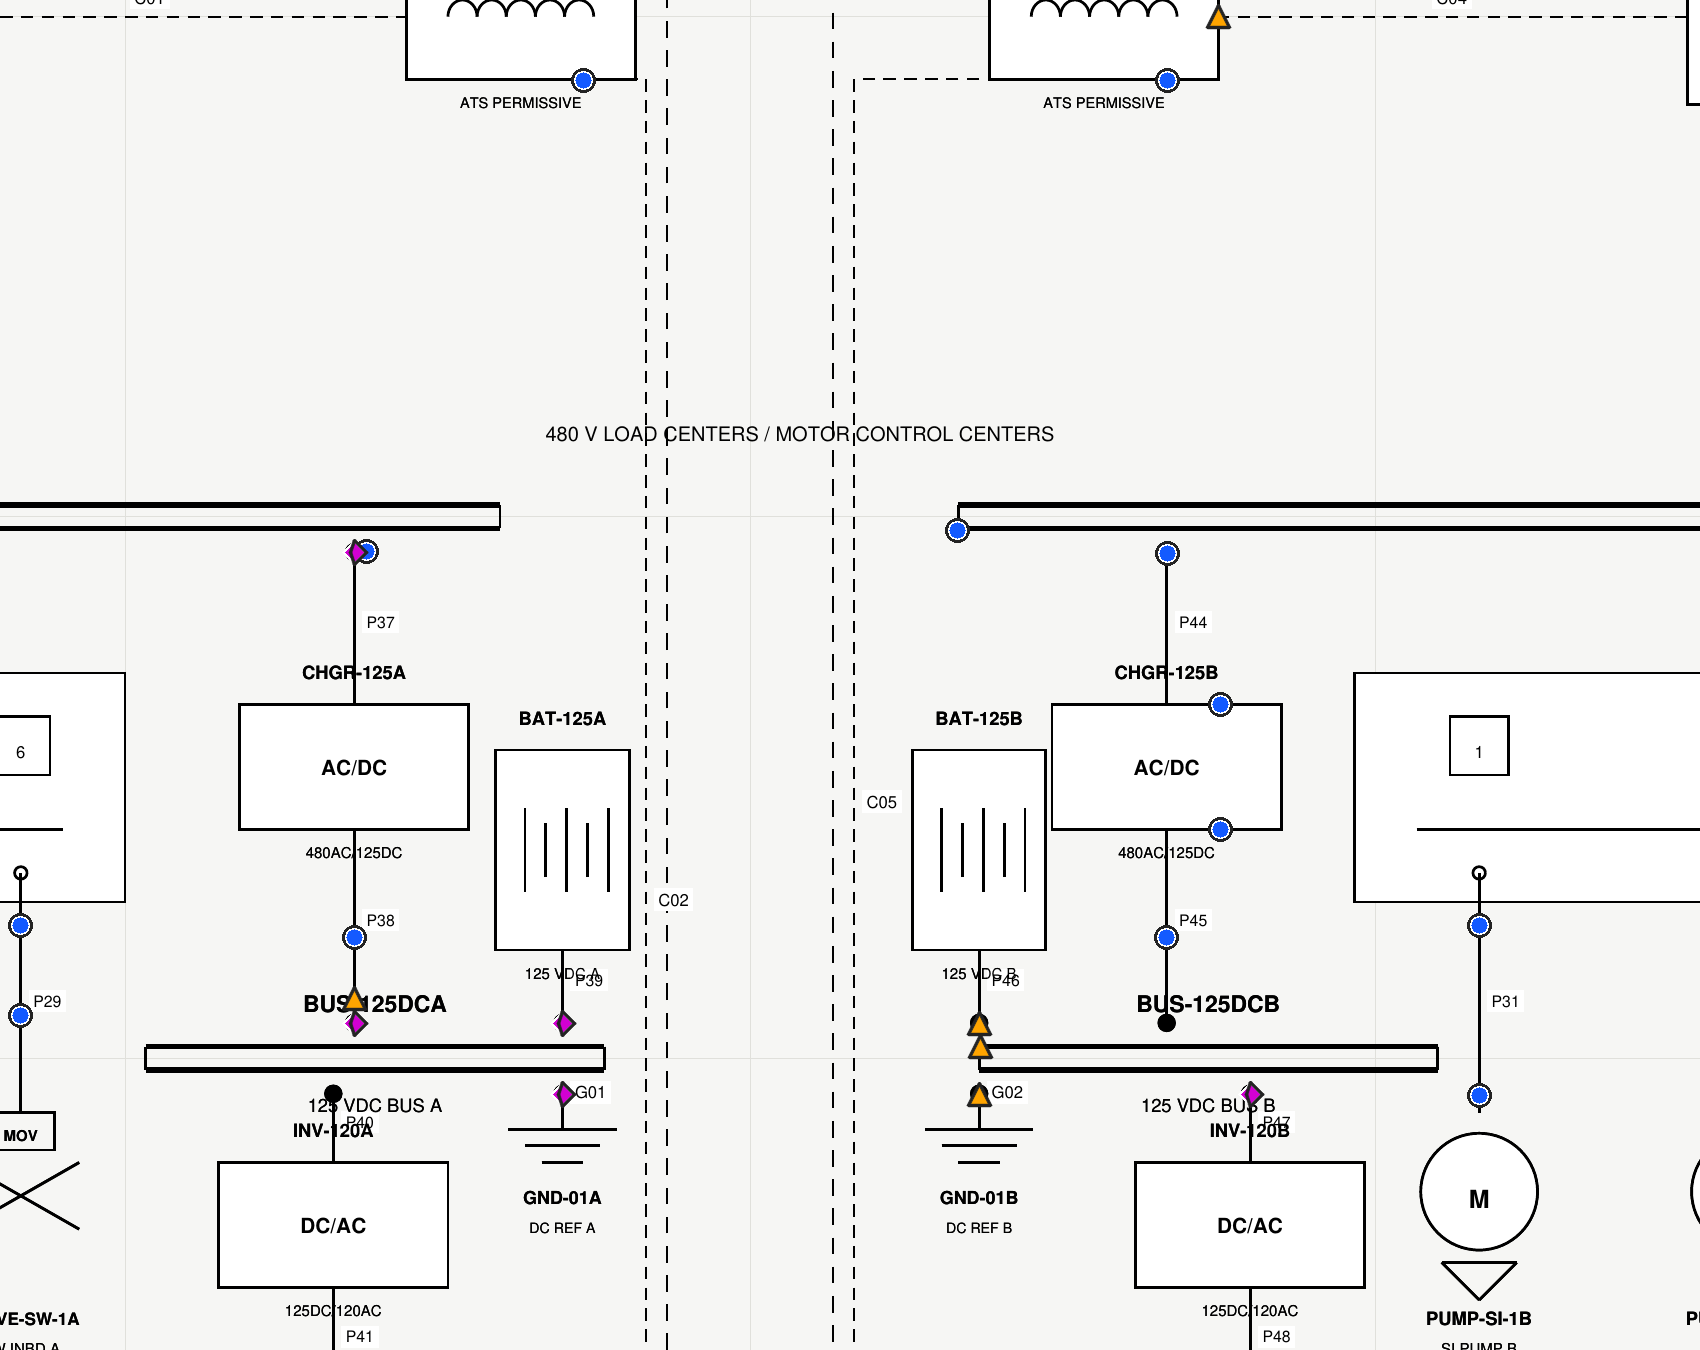 ATS PERMISSIVE
ATS PERMISSIVE
480 V LOAD CENTERS / MOTOR CONTROL CENTERS
P37
P44
CHGR-125A
CHGR-125B
BAT-125A
BAT-125B
6
1
AC/DC
AC/DC
C05
480AC/125DC
480AC/125DC
C02
P38
P45
125 VDC A
P39
125 VDC B
P46
P29
BUS-125DCA
BUS-125DCB
P31
G01
G02
125 VDC BUS A
125 VDC BUS B
P40
P47
MOV
INV-120A
INV-120B
GND-01A
GND-01B
M
DC/AC
DC REF A
DC REF B
DC/AC
125DC/120AC
125DC/120AC
VE-SW-1A
PUMP-SI-1B
P41
P48